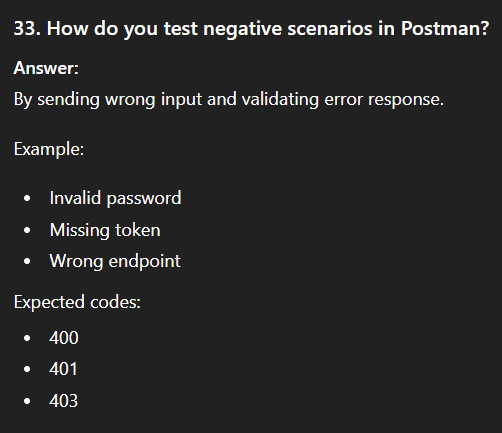 33. How do you test negative scenarios in Postman?
Answer:
By sending wrong input and validating error response.
Example:
• Invalid password
• Missing token
• Wrong endpoint
Expected codes:
• 400
• 401
• 403